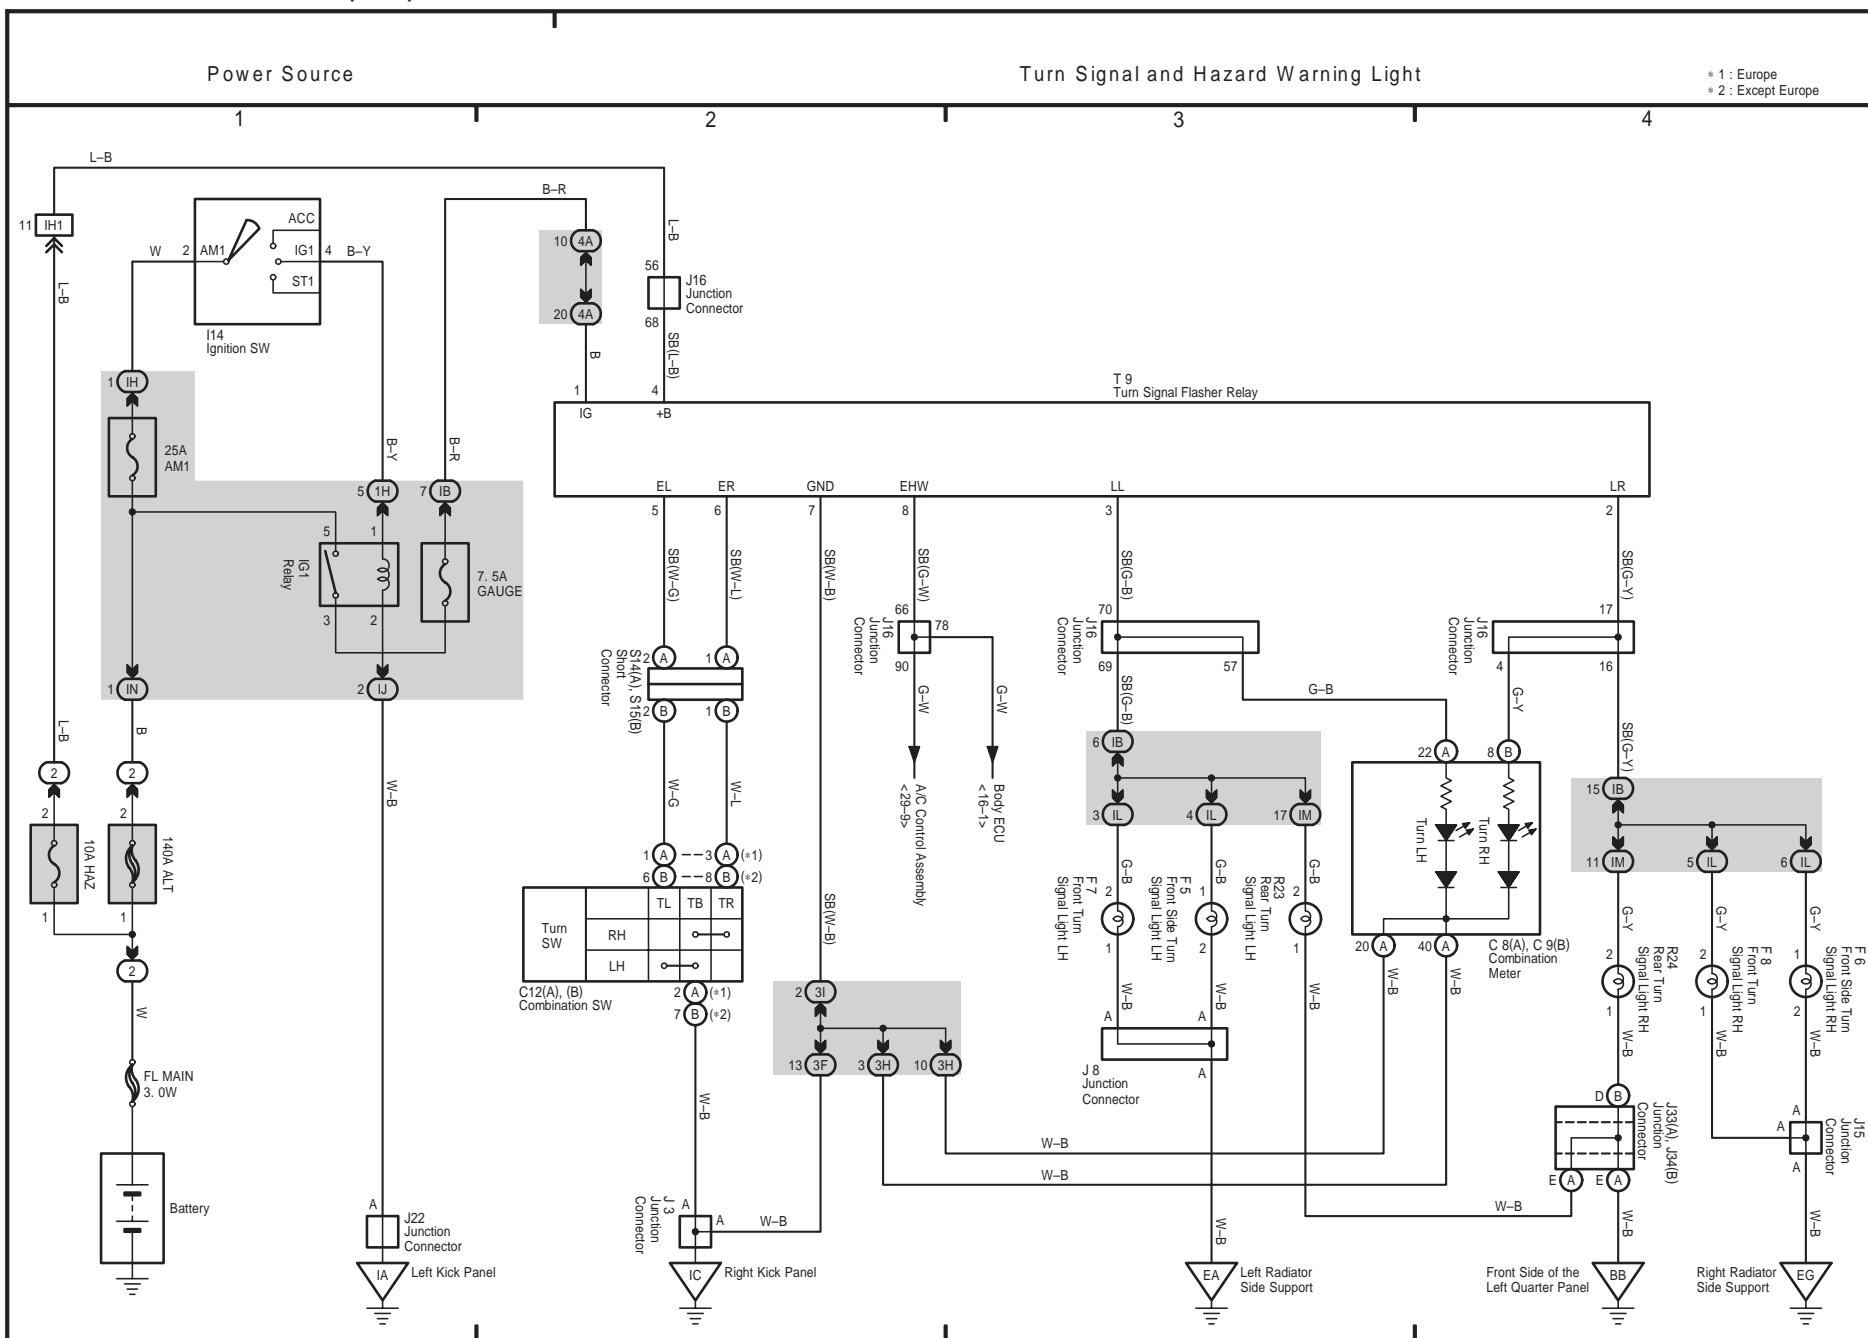 Power Source
Turn Signal and Hazard Warning Light
* 1 : Europe
* 2 : Except Europe
1
2
3
4
L–B
11 IH1
L–B
W
2 AM1
ACC
IG1 4
ST1
B–Y
I14
Ignition SW
B–R
10 4A
20 4A
B
L–B
56
J16
Junction
Connector
68
SB(L–B)
1 IH
25A
AM1
B–Y
B–R
5 1H
7 IB
5
1
IG1
Relay
3
2
7. 5A
GAUGE
1 IN
2 IJ
L–B
B
2
2
2
2
10A HAZ
140A ALT
1
1
2
W
FL MAIN
3. 0W
Battery
W–B
A
J22
Junction
Connector
IA
Left Kick Panel
T 9
Turn Signal Flasher Relay
1
4
IG
+B
EL
ER
GND
EHW
LL
LR
5
6
7
8
3
2
SB(W–G)
SB(W–L)
SB(W–B)
SB(G–W)
SB(G–B)
SB(G–Y)
2 A
1 A
S14(A), S15(B)
Short
Connector
2 B
1 B
W–G
W–L
1 A
3 A (*1)
6 B
8 B (*2)
Turn
SW
TL
TB
TR
RH
LH
C12(A), (B)
Combination SW
2 A (*1)
7 B (*2)
W–B
A
J 3
Junction
Connector
A
W–B
IC
Right Kick Panel
SB(W–B)
2 3I
13 3F
3 3H
10 3H
W–B
W–B
66
J16
Junction
Connector
78
90
G–W
G–W
A/C Control Assembly
<29–9>
Body ECU
<16–1>
70
J16
Junction
Connector
69
57
SB(G–B)
G–B
6 IB
3 IL
4 IL
17 IM
G–B
G–B
G–B
2
F 7
Front Turn
Signal Light LH
1
1
F 5
Front Side Turn
Signal Light LH
2
2
R23
Rear Turn
Signal Light LH
1
W–B
W–B
W–B
A
A
J 8
Junction
Connector
A
W–B
EA
Left Radiator
Side Support
17
J16
Junction
Connector
4
16
G–Y
SB(G–Y)
22 A
8 B
Turn LH
Turn RH
20 A
40 A
C 8(A), C 9(B)
Combination
Meter
W–B
W–B
15 IB
11 IM
5 IL
6 IL
G–Y
G–Y
G–Y
2
R24
Rear Turn
Signal Light RH
1
2
F 8
Front Turn
Signal Light RH
1
1
F 6
Front Side Turn
Signal Light RH
2
W–B
W–B
W–B
D B
J33(A), J34(B)
Junction
Connector
E A
E A
W–B
W–B
A
A
J15
Junction
Connector
A
W–B
Front Side of the
Left Quarter Panel
BB
Right Radiator
Side Support
EG